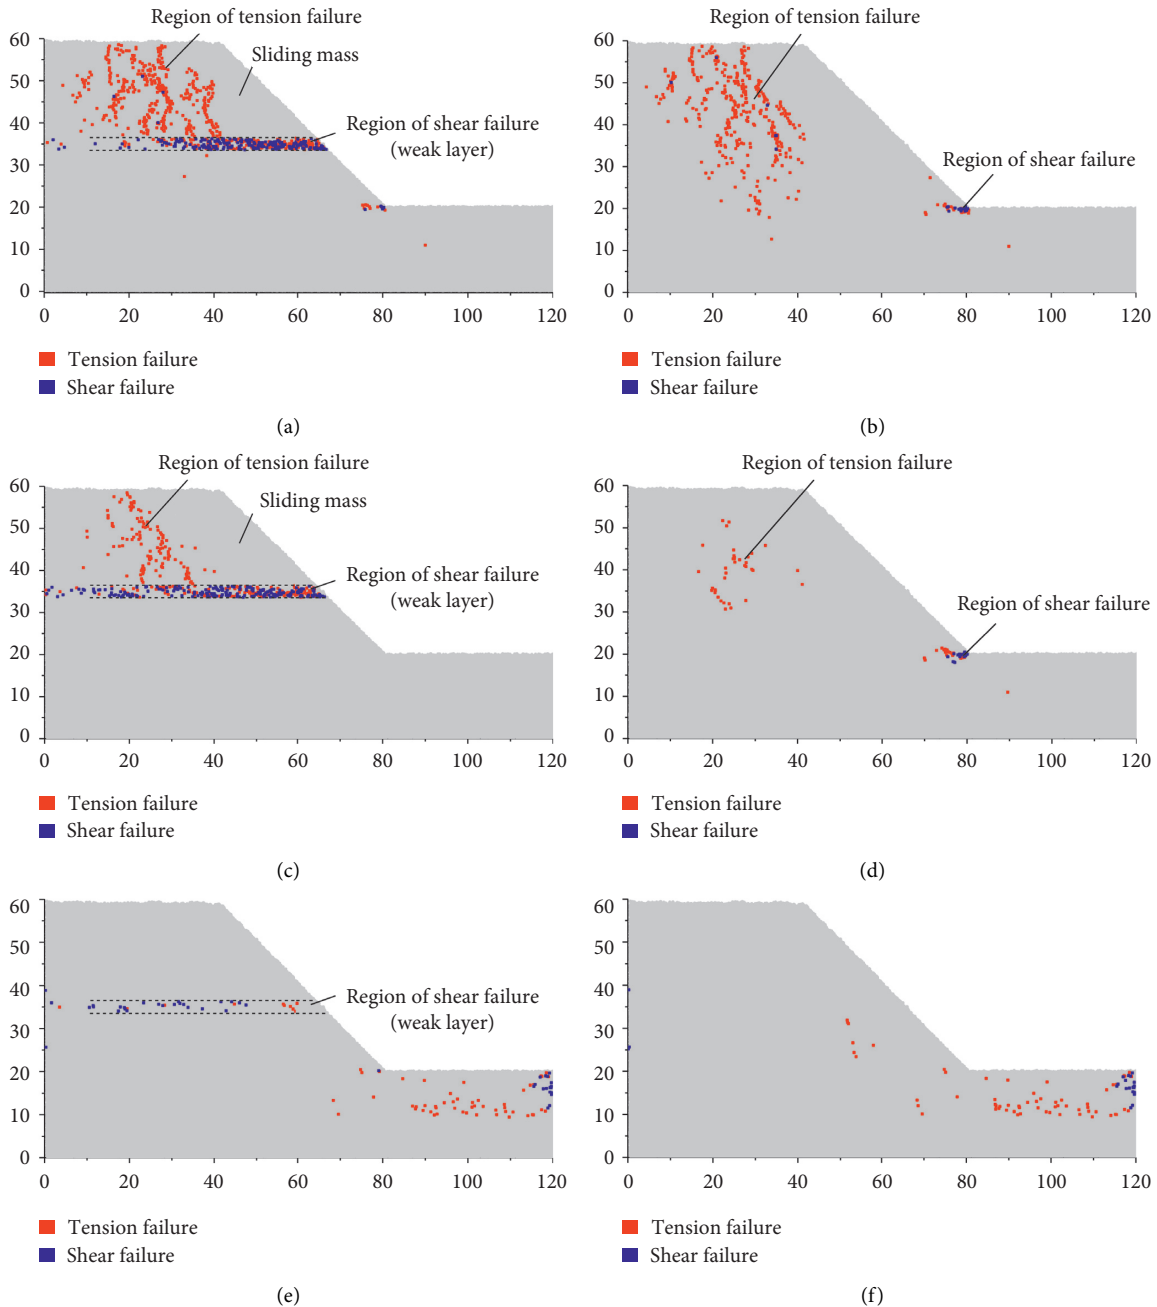 Region of tension failure
Sliding mass
Region of shear failure
(weak layer)
60
50
40
30
20
10
0
0 20 40 60 80 100 120
Tension failure
Shear failure
(a)
Region of tension failure
Region of shear failure
60
50
40
30
20
10
0
0 20 40 60 80 100 120
Tension failure
Shear failure
(b)
Region of tension failure
Sliding mass
Region of shear failure
(weak layer)
60
50
40
30
20
10
0
0 20 40 60 80 100 120
Tension failure
Shear failure
(c)
Region of tension failure
Region of shear failure
60
50
40
30
20
10
0
0 20 40 60 80 100 120
Tension failure
Shear failure
(d)
Region of shear failure
(weak layer)
60
50
40
30
20
10
0
0 20 40 60 80 100 120
Tension failure
Shear failure
(e)
60
50
40
30
20
10
0
0 20 40 60 80 100 120
Tension failure
Shear failure
(f)